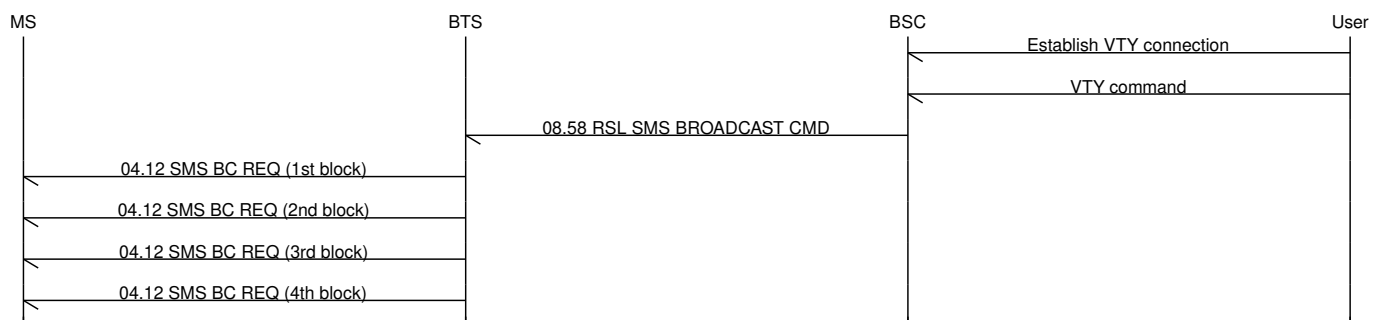 MS BTS BSC User
Establish VTY connection
VTY command
08.58 RSL SMS BROADCAST CMD
04.12 SMS BC REQ (1st block)
04.12 SMS BC REQ (2nd block)
04.12 SMS BC REQ (3rd block)
04.12 SMS BC REQ (4th block)